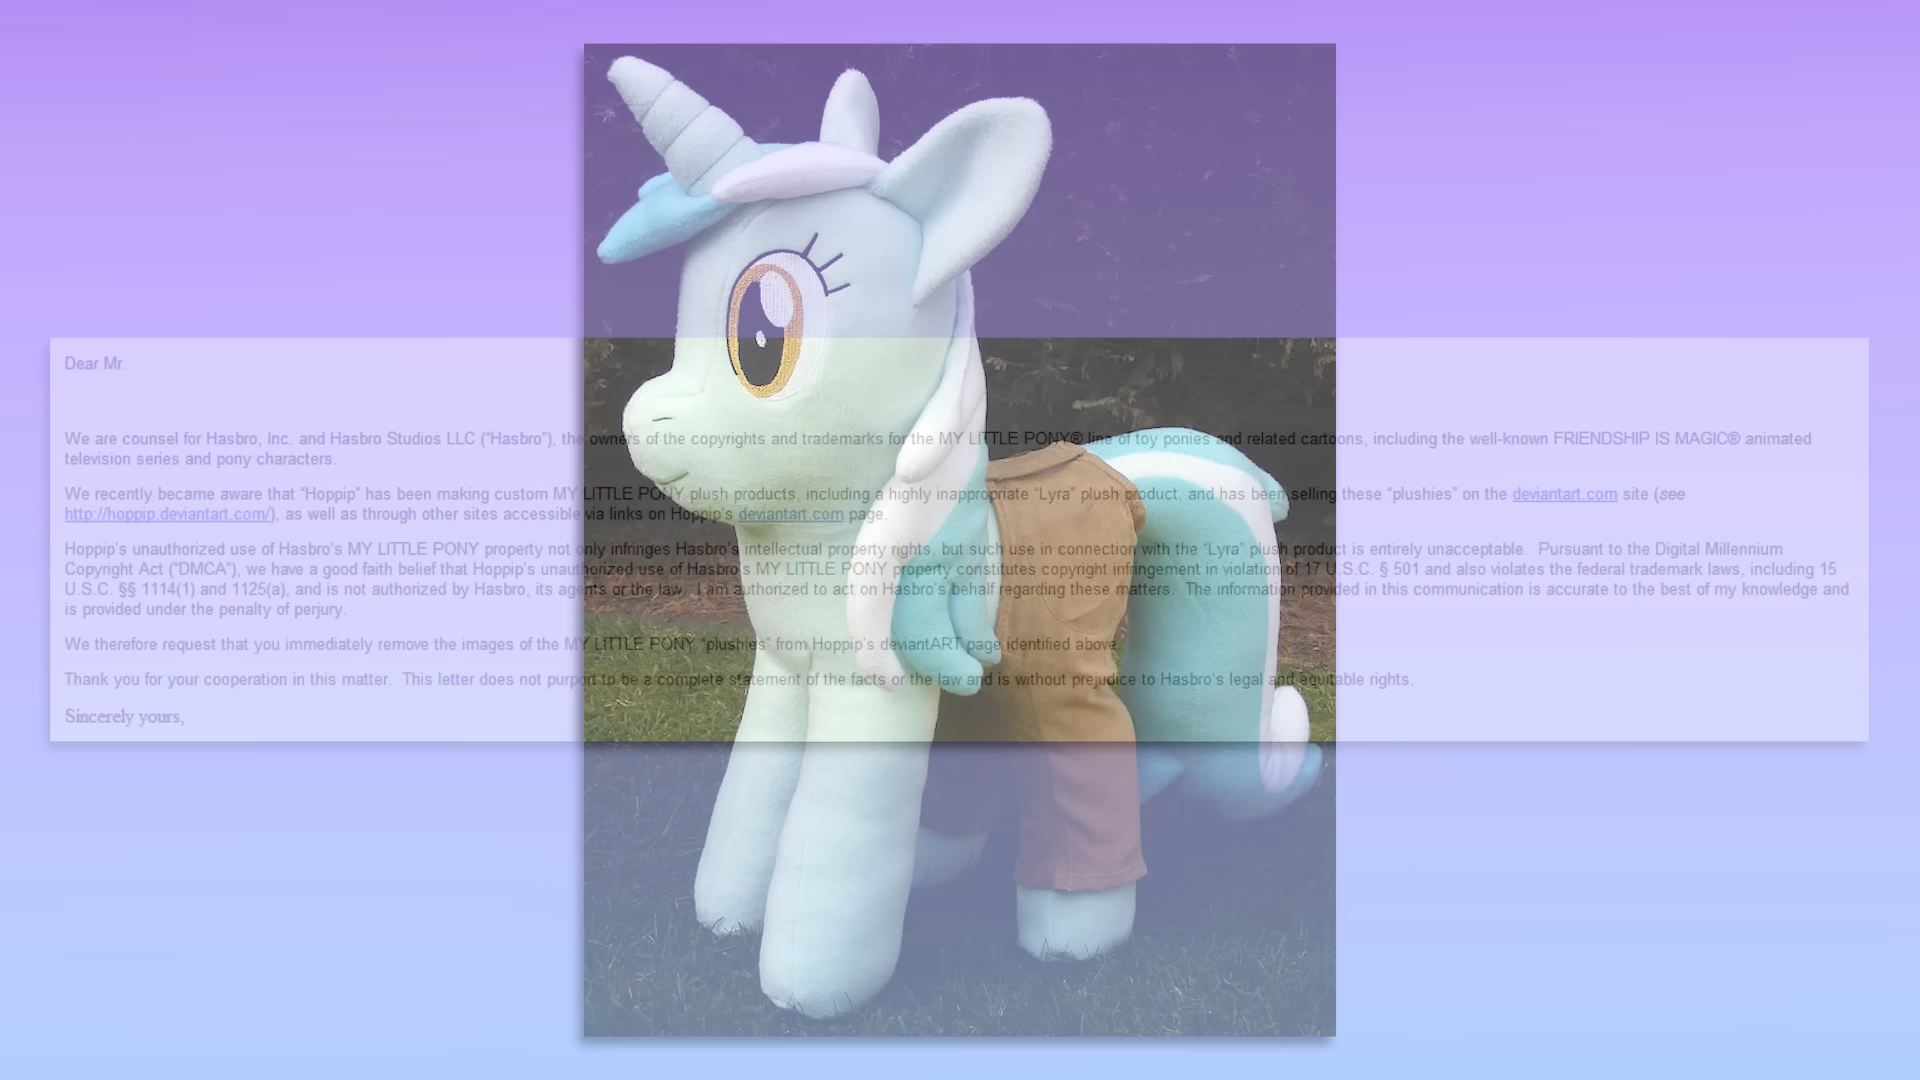 Dear Mr.
We are counsel for Hasbro, Inc. and Hasbro Studios LLC (“Hasbro”), the owners of the copyrights and trademarks for the MY LITTLE PONY® line of toy ponies and related cartoons, including the well-known FRIENDSHIP IS MAGIC® animated
television series and pony characters.
We recently became aware that “Hoppip” has been making custom MY LITTLE PONY plush products, including a highly inappropriate “Lyra” plush product, and has been selling these “plushies” on the deviantart.com site (see
http://hoppip.deviantart.com/), as well as through other sites accessible via links on Hoppip’s deviantart.com page.
Hoppip’s unauthorized use of Hasbro’s MY LITTLE PONY property not only infringes Hasbro’s intellectual property rights, but such use in connection with the “Lyra” plush product is entirely unacceptable.  Pursuant to the Digital Millennium
Copyright Act (“DMCA”), we have a good faith belief that Hoppip’s unauthorized use of Hasbro’s MY LITTLE PONY property constitutes copyright infringement in violation of 17 U.S.C. § 501 and also violates the federal trademark laws, including 15
U.S.C. §§ 1114(1) and 1125(a), and is not authorized by Hasbro, its agents or the law.  I am authorized to act on Hasbro’s behalf regarding these matters.  The information provided in this communication is accurate to the best of my knowledge and
is provided under the penalty of perjury.
We therefore request that you immediately remove the images of the MY LITTLE PONY “plushies” from Hoppip’s deviantART page identified above.
Thank you for your cooperation in this matter.  This letter does not purport to be a complete statement of the facts or the law and is without prejudice to Hasbro’s legal and equitable rights.
Sincerely yours,